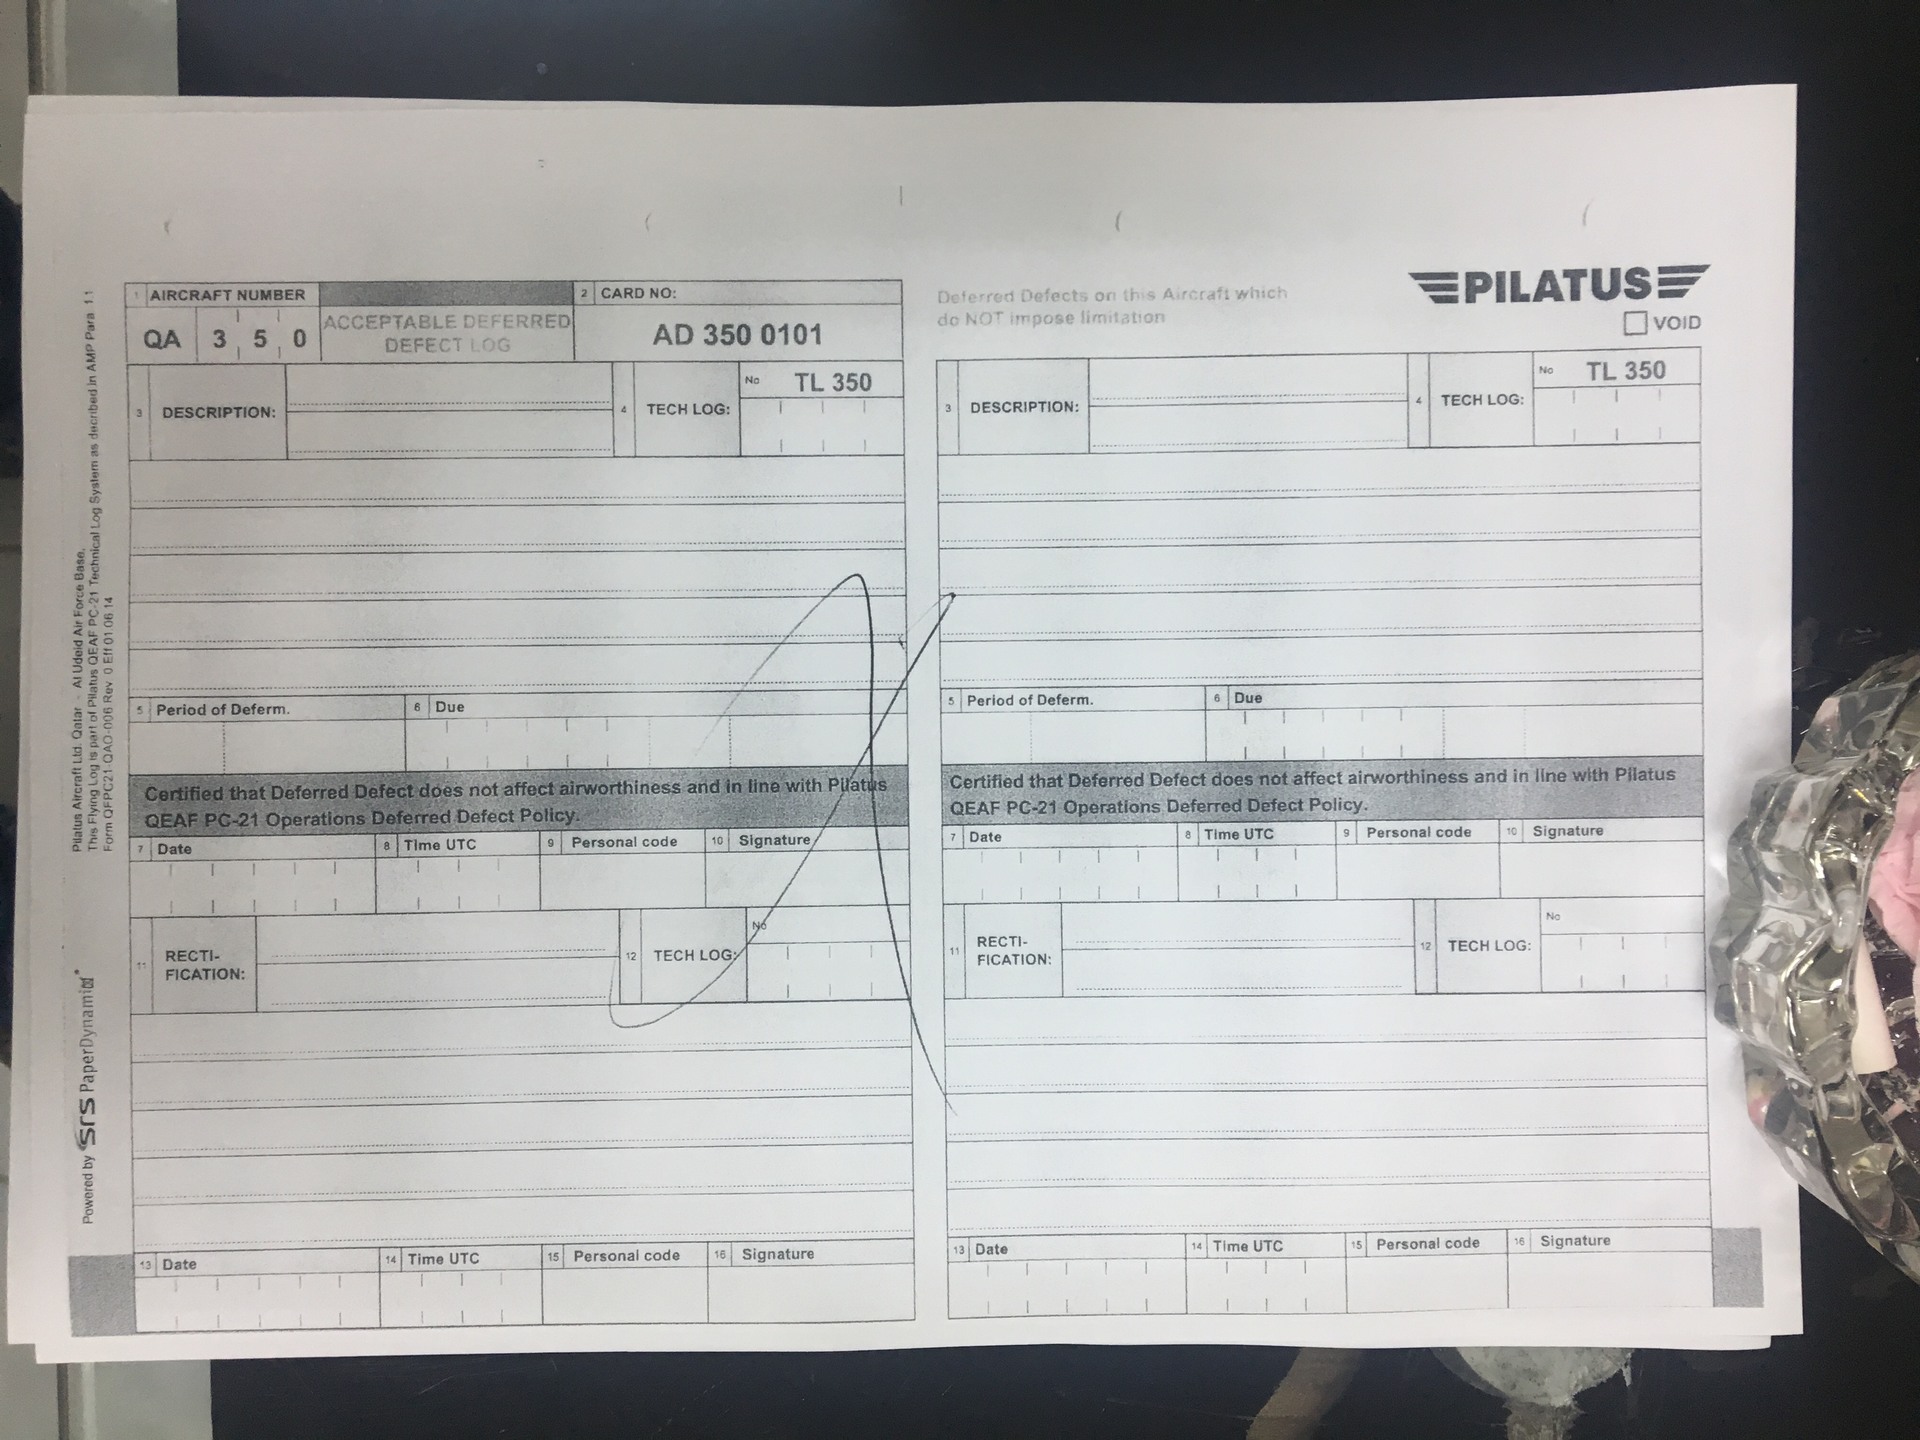 1 AIRCRAFT NUMBER
QA 3 5 0
ACCEPTABLE DEFERRED
DEFECT LOG
2 CARD NO:
AD 350 0101
3 DESCRIPTION:
4 TECH LOG:
No TL 350
5 Period of Deferm.
6 Due
Certified that Deferred Defect does not affect airworthiness and in line with Pilatus
QEAF PC-21 Operations Deferred Defect Policy.
7 Date 8 Time UTC 9 Personal code 10 Signature
11 RECTI-
FICATION:
12 TECH LOG:
No
13 Date 14 Time UTC 15 Personal code 16 Signature
Deferred Defects on this Aircraft which
do NOT impose limitation
PILATUS
VOID
3 DESCRIPTION:
4 TECH LOG:
No TL 350
5 Period of Deferm.
6 Due
Certified that Deferred Defect does not affect airworthiness and in line with Pilatus
QEAF PC-21 Operations Deferred Defect Policy.
7 Date 8 Time UTC 9 Personal code 10 Signature
11 RECTI-
FICATION:
12 TECH LOG:
No
13 Date 14 Time UTC 15 Personal code 16 Signature
Pilatus Aircraft Ltd. Qatar - Al Udeid Air Force Base,
This Flying Log is part of Pilatus QEAF PC-21 Technical Log System as decribed in AMP Para 1.1
Form QFPC21-QAO-006 Rev. 0 Eff 01.06.14
Powered by srs PaperDynamix®